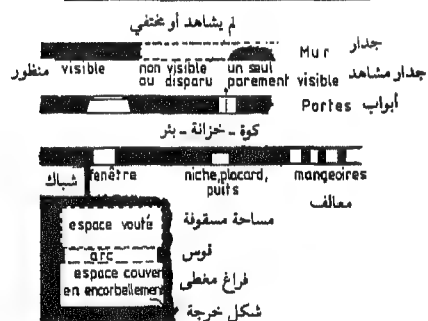 لم يشاهد أو مختفي
Mur جدار
منظور visible non visible ou disparu un seul parement visible جدار مشاهد
Portes أبواب
كوة - خزانة - بئر
شباك fenêtre niche, placard, puits mangeoires
معالف
espace vouté مساحة مسقوفة
arc قوس
espace couver en encorbellemen فراغ مغطى
شكل خرجة